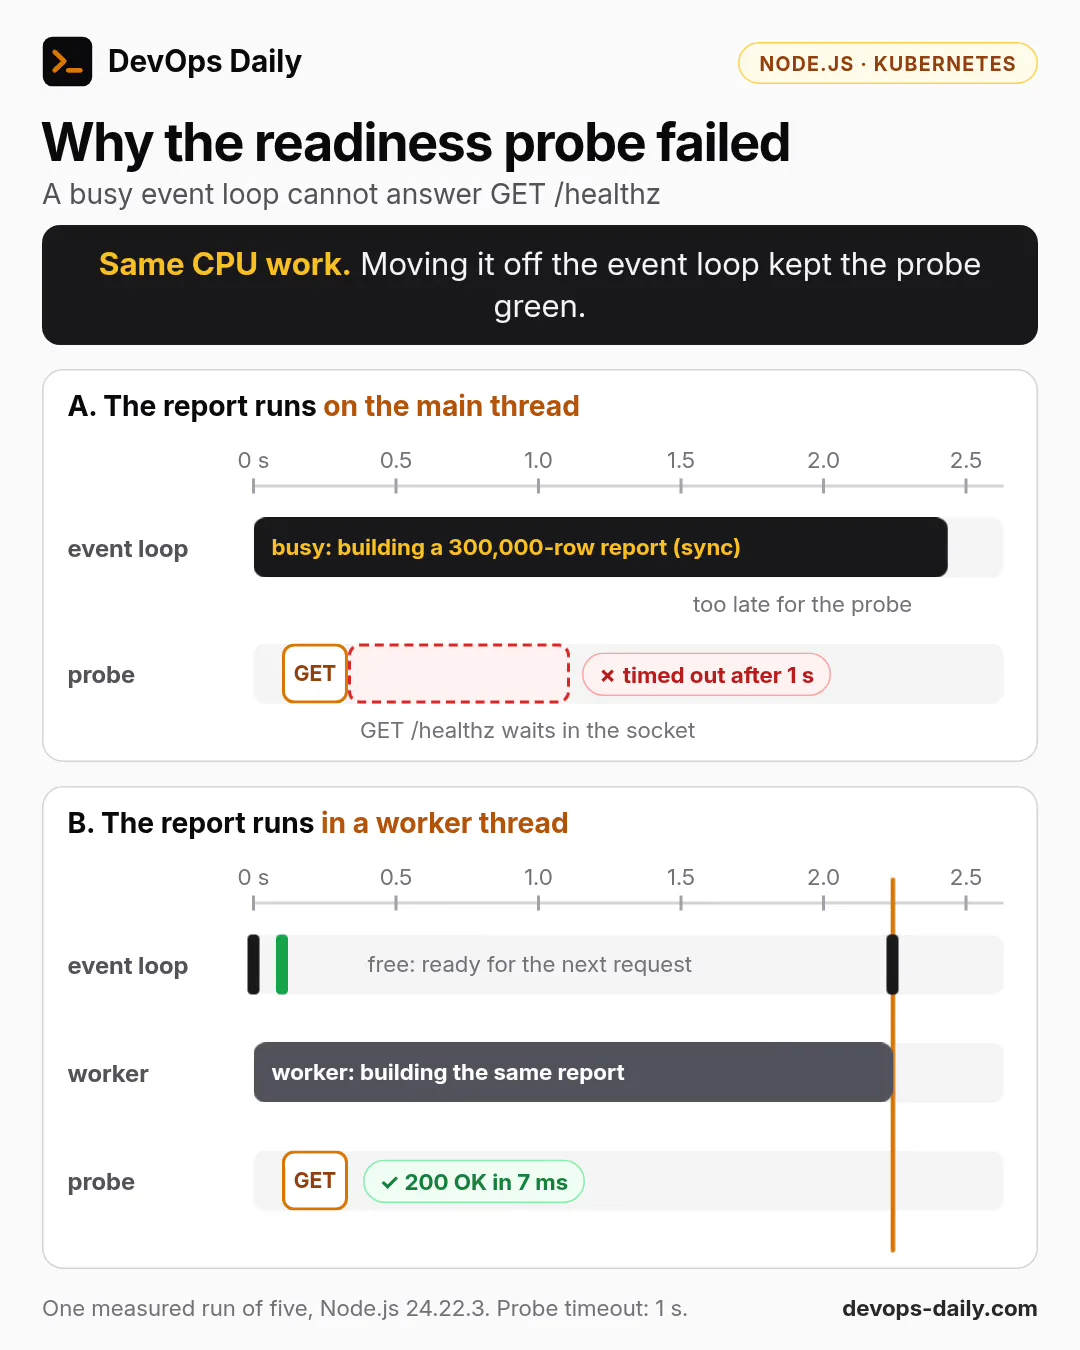 DevOps Daily
NODE.JS · KUBERNETES
Why the readiness probe failed
A busy event loop cannot answer GET /healthz
Same CPU work. Moving it off the event loop kept the probe
green.
A. The report runs on the main thread
0 s 0.5 1.0 1.5 2.0 2.5
event loop
busy: building a 300,000-row report (sync)
too late for the probe
probe
GET
× timed out after 1 s
GET /healthz waits in the socket
B. The report runs in a worker thread
0 s 0.5 1.0 1.5 2.0 2.5
event loop
free: ready for the next request
worker
worker: building the same report
probe
GET
✓ 200 OK in 7 ms
One measured run of five, Node.js 24.22.3. Probe timeout: 1 s.
devops-daily.com